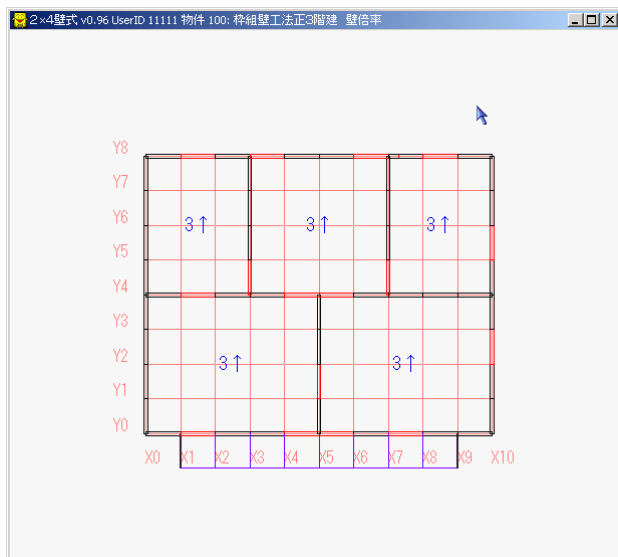 2×4壁式 v0.96 UserID 11111 物件 100: 枠組壁工法正3階建 壁倍率
Y8
Y7
Y6 3↑ 3↑ 3↑
Y5
Y4
Y3
Y2 3↑ 3↑
Y1
Y0
X0 X1 X2 X3 X4 X5 X6 X7 X8 X9 X10